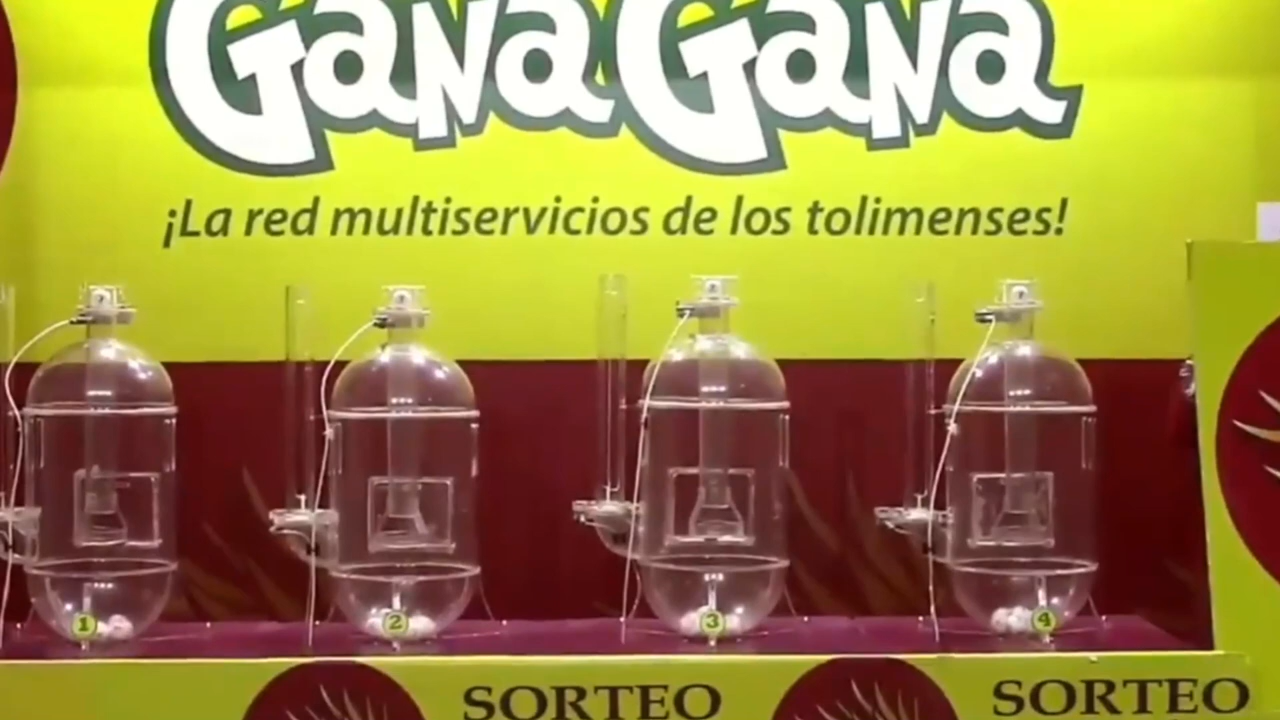 GanaGana
¡La red multiservicios de los tolimenses!
1
2
3
4
SORTEO
SORTEO